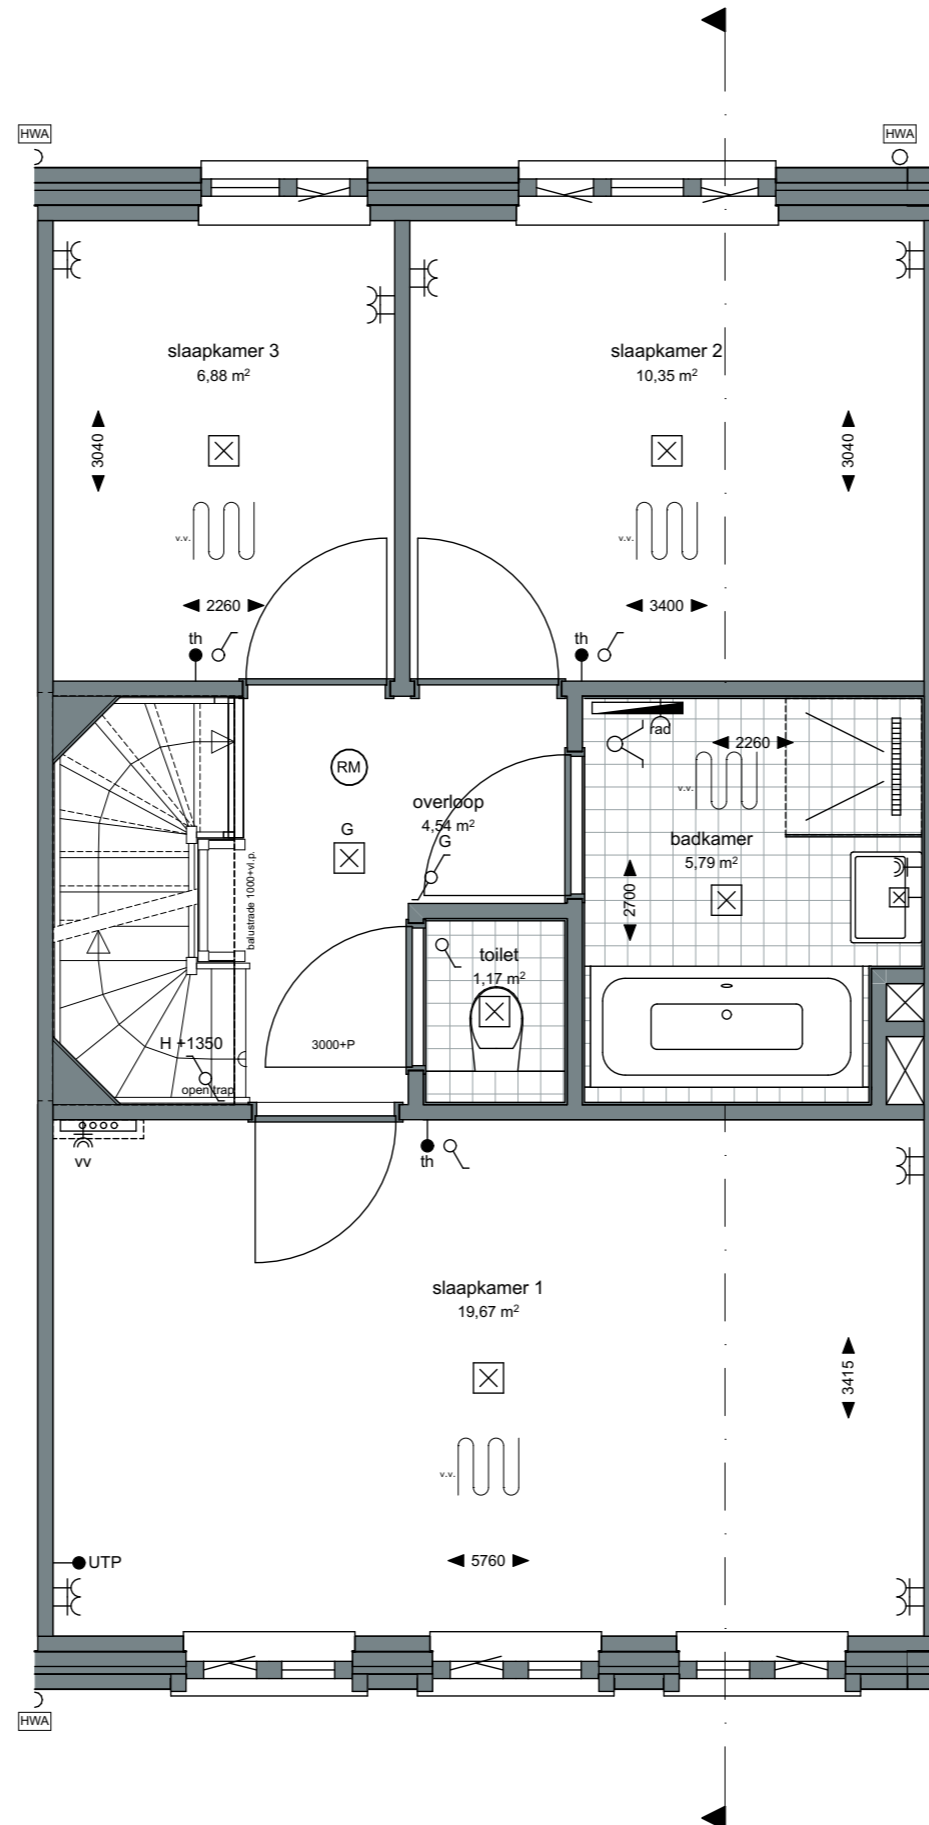 HWA
HWA
slaapkamer 3
6,88 m²
slaapkamer 2
10,35 m²
3040
3040
v.v.
v.v.
2260
3400
th
th
rad
2260
RM
v.v.
overloop
4,54 m²
G
G
badkamer
5,79 m²
balustrade 1000+vl.p.
2700
toilet
1,17 m²
H +1350
3000+P
open trap
vv
th
slaapkamer 1
19,67 m²
3415
v.v.
5760
UTP
HWA